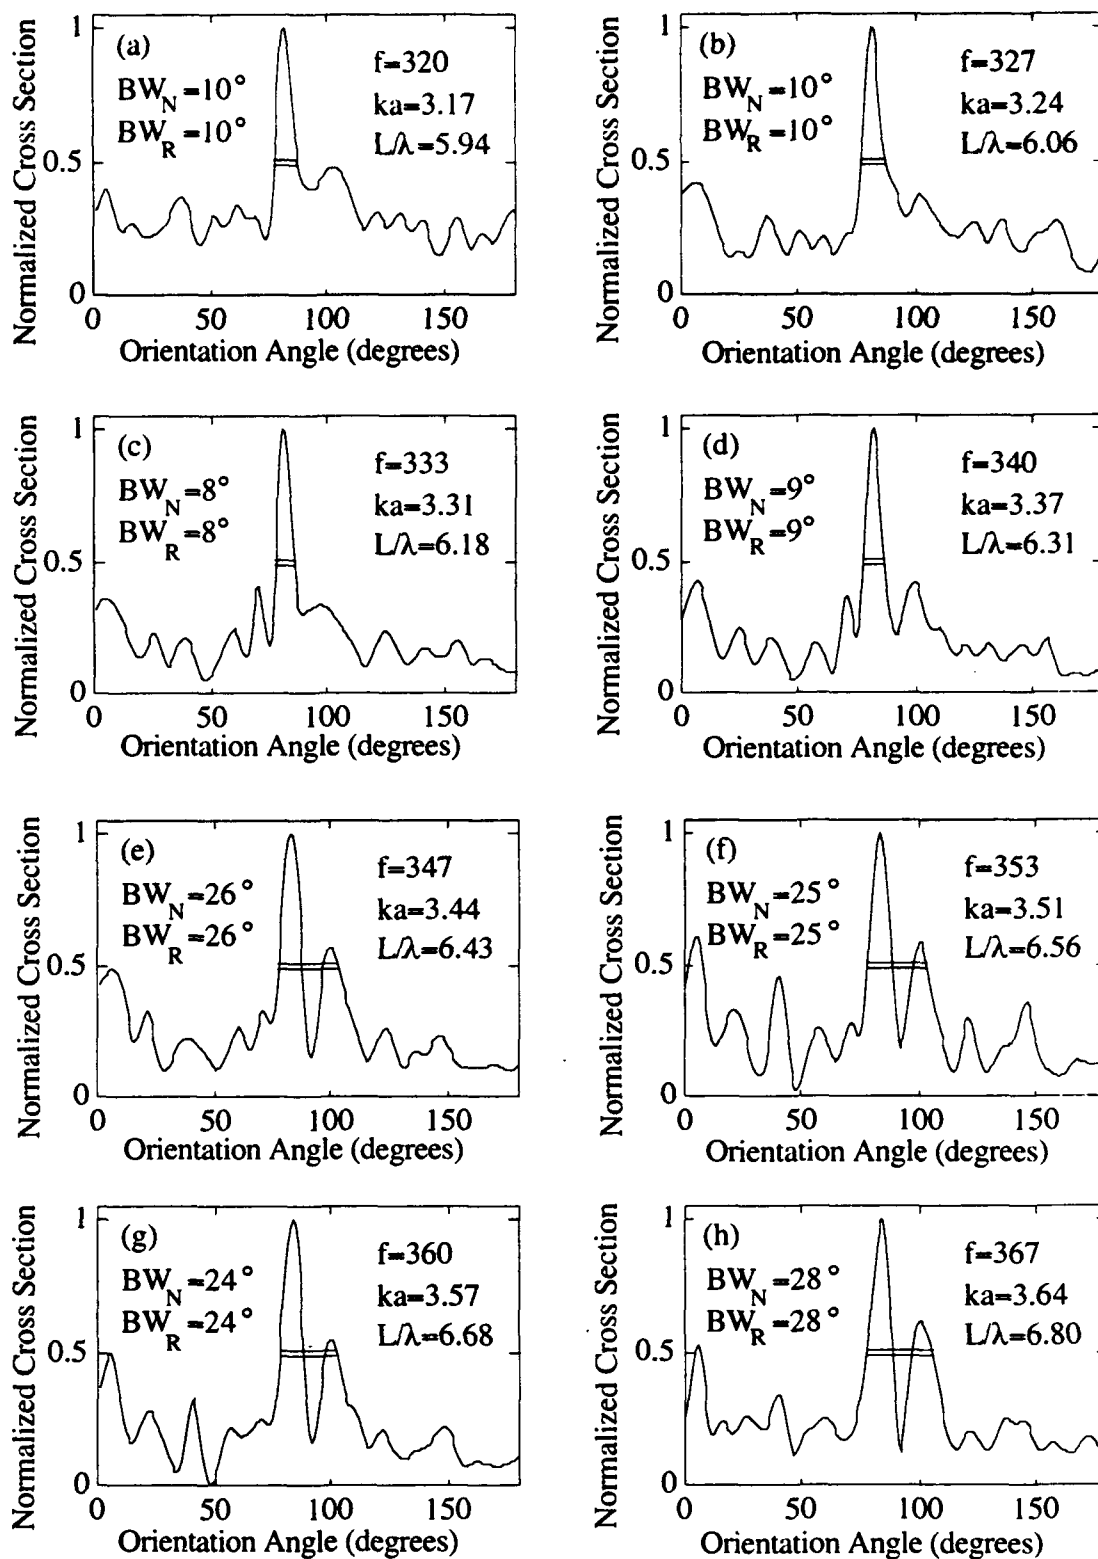 Normalized Cross Section
1
0.5
0
(a)
BW_N=10°
BW_R=10°
f=320
ka=3.17
L/λ=5.94
0 50 100 150
Orientation Angle (degrees)
Normalized Cross Section
1
0.5
0
(b)
BW_N=10°
BW_R=10°
f=327
ka=3.24
L/λ=6.06
0 50 100 150
Orientation Angle (degrees)
Normalized Cross Section
1
0.5
0
(c)
BW_N=8°
BW_R=8°
f=333
ka=3.31
L/λ=6.18
0 50 100 150
Orientation Angle (degrees)
Normalized Cross Section
1
0.5
0
(d)
BW_N=9°
BW_R=9°
f=340
ka=3.37
L/λ=6.31
0 50 100 150
Orientation Angle (degrees)
Normalized Cross Section
1
0.5
0
(e)
BW_N=26°
BW_R=26°
f=347
ka=3.44
L/λ=6.43
0 50 100 150
Orientation Angle (degrees)
Normalized Cross Section
1
0.5
0
(f)
BW_N=25°
BW_R=25°
f=353
ka=3.51
L/λ=6.56
0 50 100 150
Orientation Angle (degrees)
Normalized Cross Section
1
0.5
0
(g)
BW_N=24°
BW_R=24°
f=360
ka=3.57
L/λ=6.68
0 50 100 150
Orientation Angle (degrees)
Normalized Cross Section
1
0.5
0
(h)
BW_N=28°
BW_R=28°
f=367
ka=3.64
L/λ=6.80
0 50 100 150
Orientation Angle (degrees)